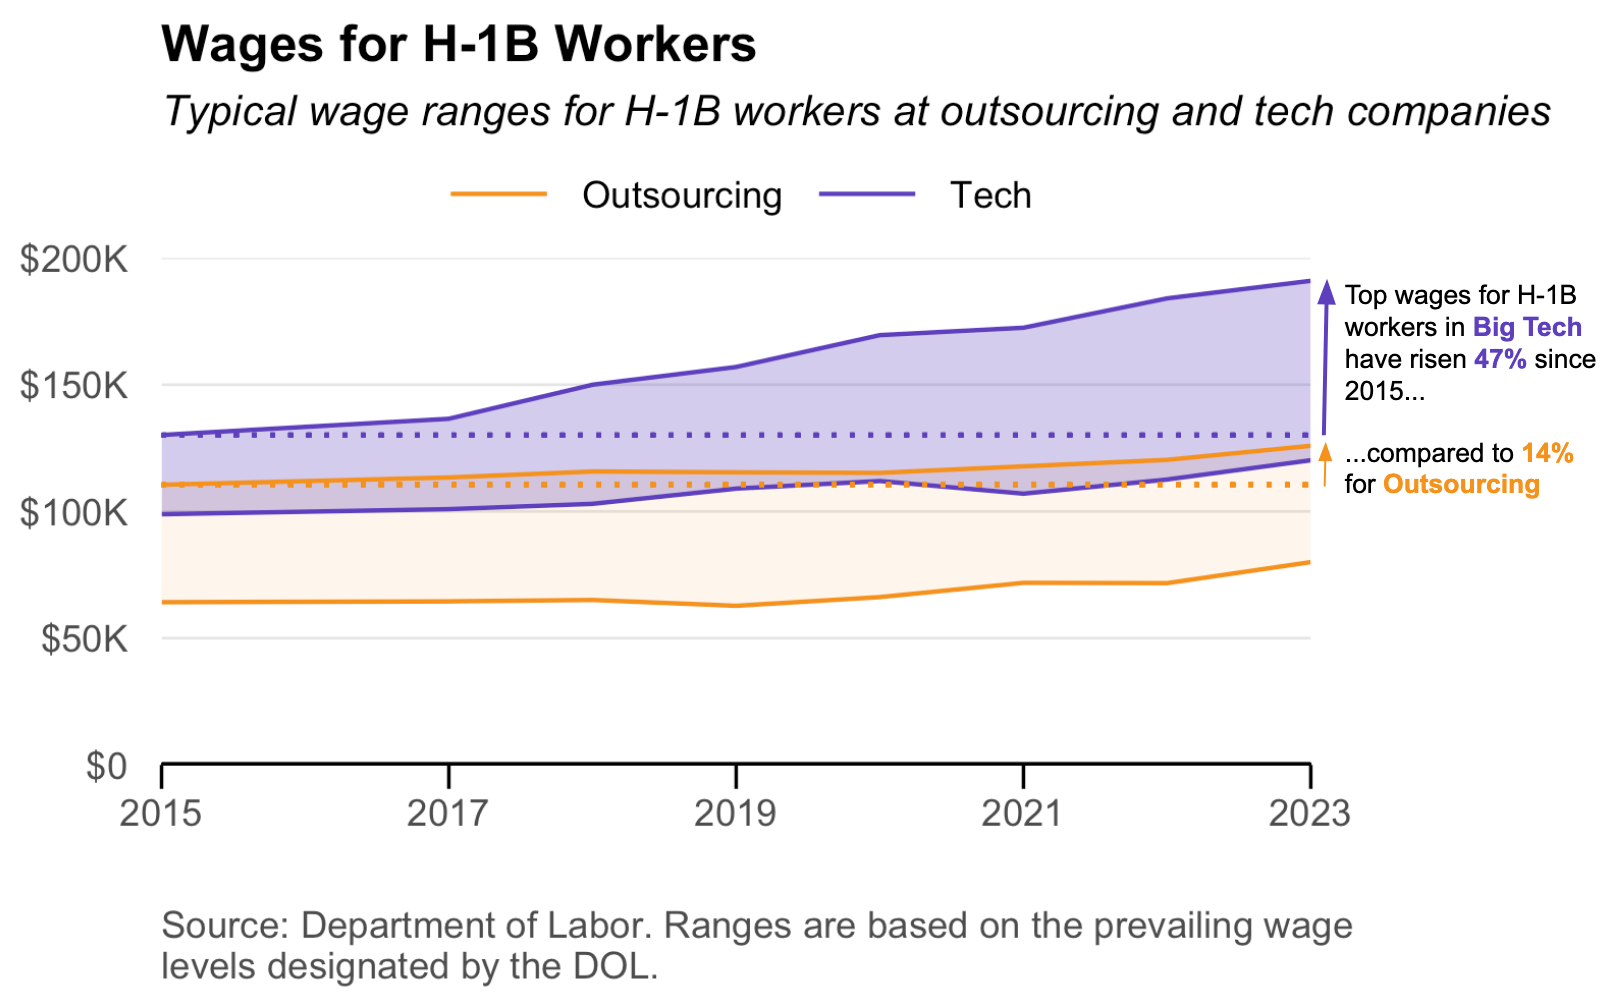 Wages for H-1B Workers
Typical wage ranges for H-1B workers at outsourcing and tech companies
Outsourcing
Tech
$200K
$150K
$100K
$50K
$0
2015
2017
2019
2021
2023
Top wages for H-1B
workers in Big Tech
have risen 47% since
2015...
...compared to 14%
for Outsourcing
Source: Department of Labor. Ranges are based on the prevailing wage
levels designated by the DOL.